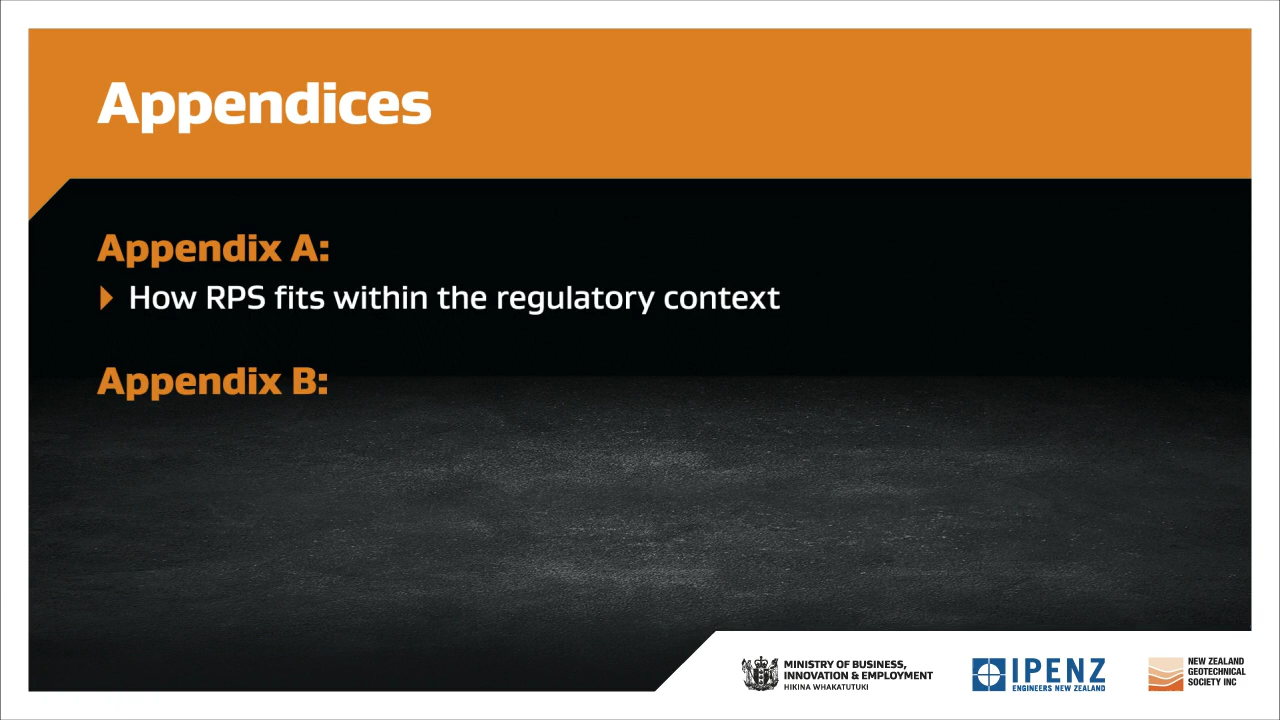 Appendices
Appendix A:
How RPS fits within the regulatory context
Appendix B:
MINISTRY OF BUSINESS,
INNOVATION & EMPLOYMENT
HIKINA WHAKATUTUKI
IPENZ
ENGINEERS NEW ZEALAND
NEW ZEALAND
GEOTECHNICAL
SOCIETY INC